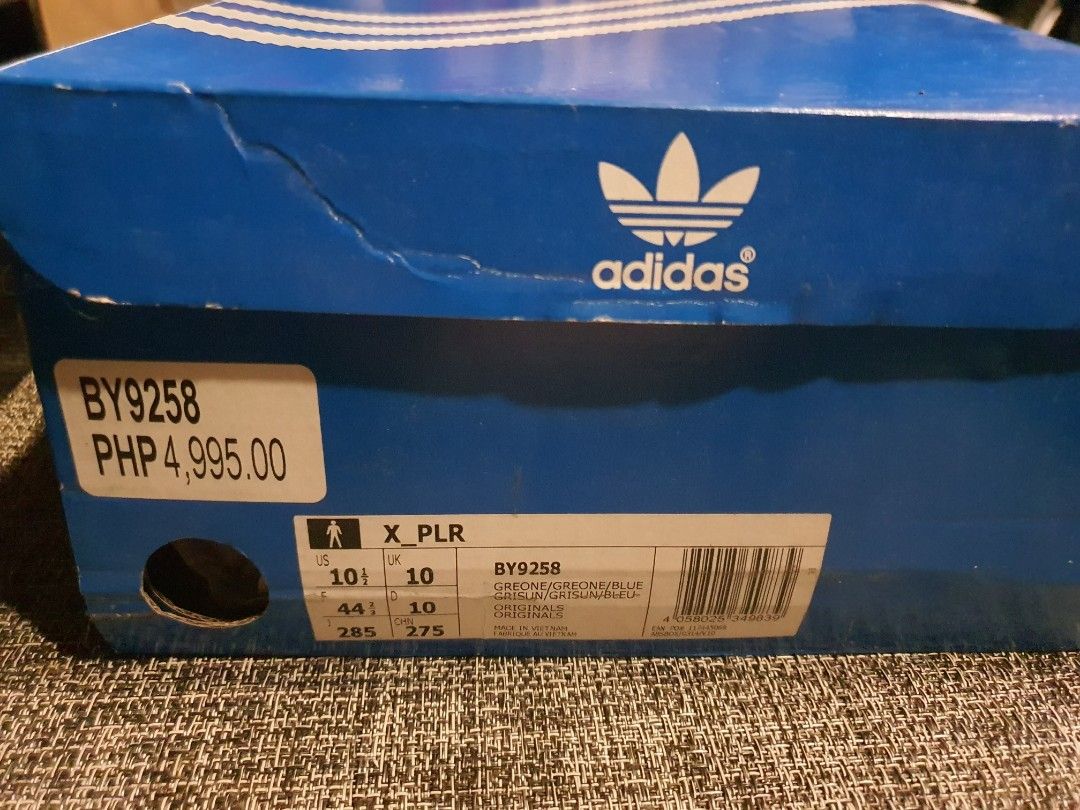 adidas®
BY9258
PHP 4,995.00
X_PLR
US
10½
UK
10
F
44⅔
D
10
J
285
CHN
275
BY9258
GREONE/GREONE/BLUE
GRISUN/GRISUN/BLEU
ORIGINALS
ORIGINALS
MADE IN VIETNAM
FABRIQUE AU VIETNAM
4 058025 349839